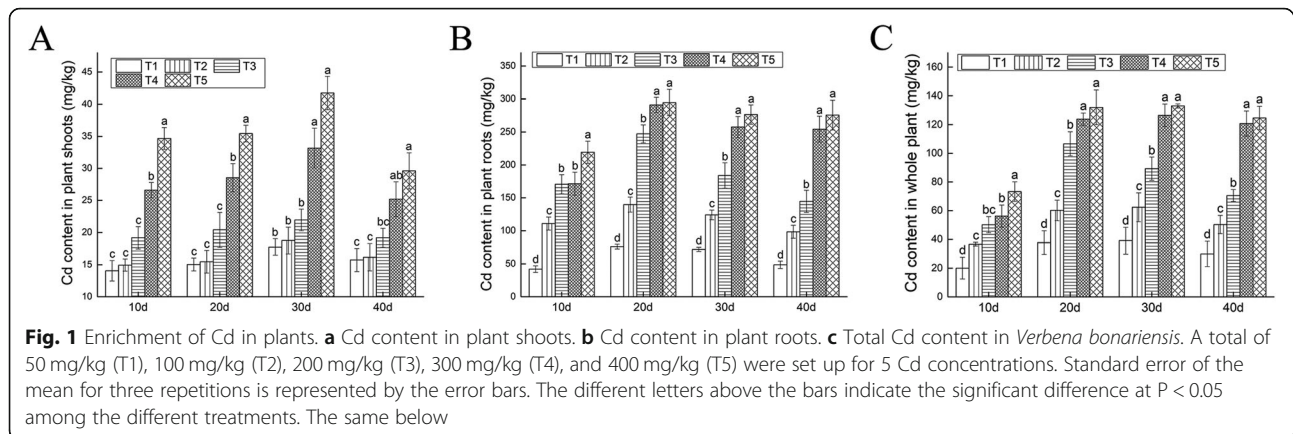 A
T1 T2 T3
T4 T5
Cd content in plant shoots (mg/kg)
45
40
35
30
25
20
15
10
c c c b a
c c c b a
b b b a a
c c bc ab a
10d 20d 30d 40d
B
T1 T2 T3 T4 T5
Cd content in plant roots (mg/kg)
350
300
250
200
150
100
50
0
d c b b a
d c b a a
d c b a a
d c b a a
10d 20d 30d 40d
C
T1 T2 T3 T4 T5
Cd content in whole plant (mg/kg)
160
140
120
100
80
60
40
20
0
d c bc b a
d c b a a
d c b a a
d c b a a
10d 20d 30d 40d
Fig. 1 Enrichment of Cd in plants. a Cd content in plant shoots. b Cd content in plant roots. c Total Cd content in Verbena bonariensis. A total of
50 mg/kg (T1), 100 mg/kg (T2), 200 mg/kg (T3), 300 mg/kg (T4), and 400 mg/kg (T5) were set up for 5 Cd concentrations. Standard error of the
mean for three repetitions is represented by the error bars. The different letters above the bars indicate the significant difference at P < 0.05
among the different treatments. The same below